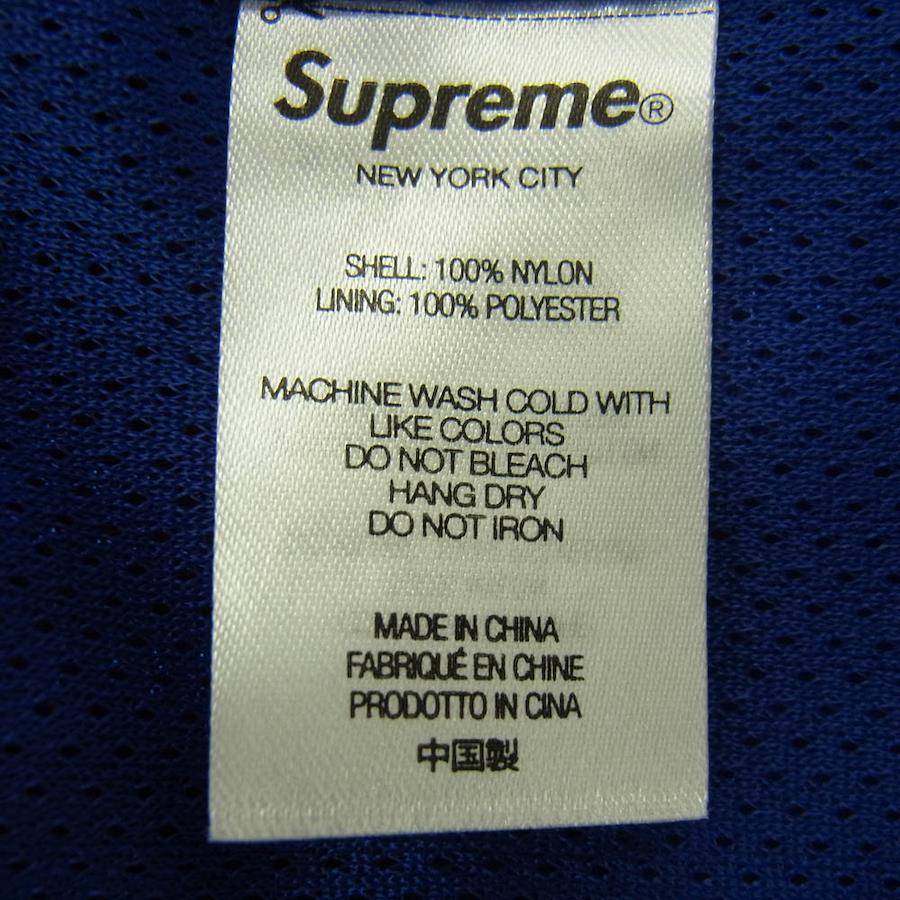 Supreme®
NEW YORK CITY
SHELL: 100% NYLON
LINING: 100% POLYESTER
MACHINE WASH COLD WITH
LIKE COLORS
DO NOT BLEACH
HANG DRY
DO NOT IRON
MADE IN CHINA
FABRIQUÉ EN CHINE
PRODOTTO IN CINA
中国製